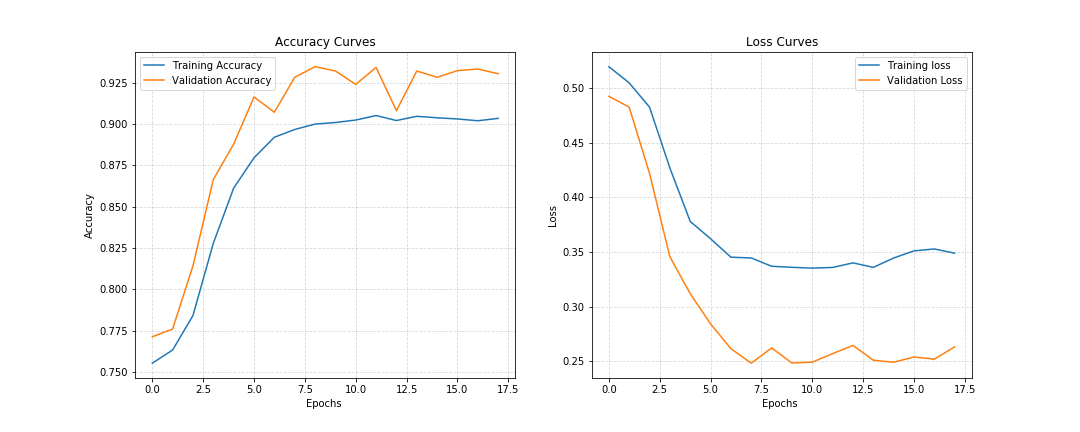 Accuracy Curves
Training Accuracy
Validation Accuracy
0.925
0.900
0.875
0.850
0.825
0.800
0.775
0.750
Accuracy
0.0 2.5 5.0 7.5 10.0 12.5 15.0 17.5
Epochs
Loss Curves
Training loss
Validation Loss
0.50
0.45
0.40
0.35
0.30
0.25
Loss
0.0 2.5 5.0 7.5 10.0 12.5 15.0 17.5
Epochs